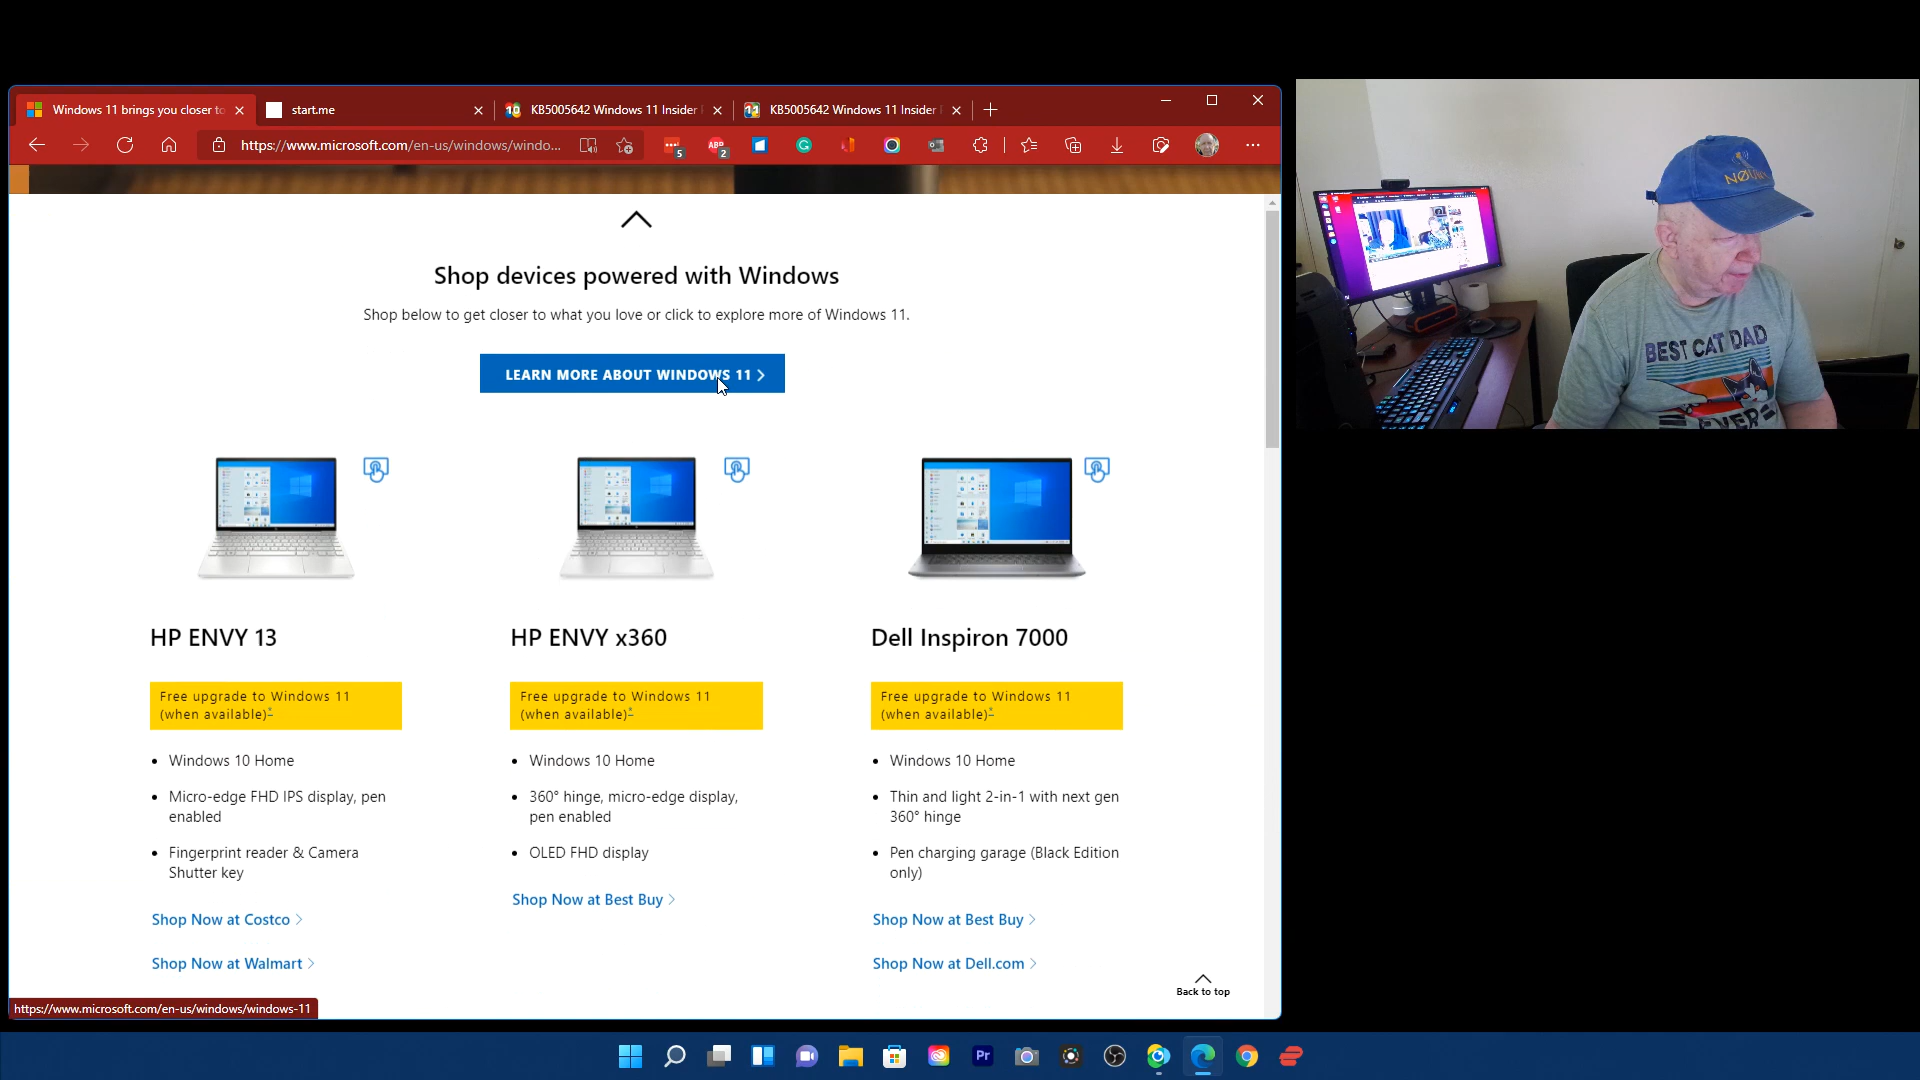 Windows 11 brings you closer to
start.me
KB5005642 Windows 11 Insider
KB5005642 Windows 11 Insider
https://www.microsoft.com/en-us/windows/windo...
5
ABP
2
Shop devices powered with Windows
Shop below to get closer to what you love or click to explore more of Windows 11.
LEARN MORE ABOUT WINDOWS 11
HP ENVY 13
HP ENVY x360
Dell Inspiron 7000
Free upgrade to Windows 11
(when available)*
Free upgrade to Windows 11
(when available)*
Free upgrade to Windows 11
(when available)*
• Windows 10 Home
• Micro-edge FHD IPS display, pen
enabled
• Fingerprint reader & Camera
Shutter key
Shop Now at Costco
Shop Now at Walmart
• Windows 10 Home
• 360° hinge, micro-edge display,
pen enabled
• OLED FHD display
Shop Now at Best Buy
• Windows 10 Home
• Thin and light 2-in-1 with next gen
360° hinge
• Pen charging garage (Black Edition
only)
Shop Now at Best Buy
Shop Now at Dell.com
Back to top
https://www.microsoft.com/en-us/windows/windows-11
Pr
BEST CAT DAD
EVER